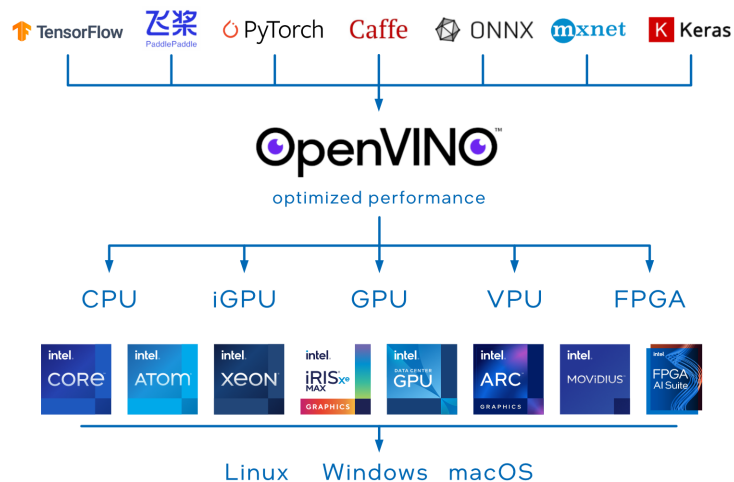 TensorFlow
飞桨
PaddlePaddle
PyTorch
Caffe
ONNX
mxnet
K Keras
OpenVINO™
optimized performance
CPU iGPU GPU VPU FPGA
intel.
CORE
intel.
ATOM
intel.
XEON
intel.
iRIS Xe
MAX
GRAPHICS
intel.
DATA CENTER
GPU
intel.
ARC
GRAPHICS
intel.
MOVIDIUS
intel
FPGA
AI Suite
Linux Windows macOS